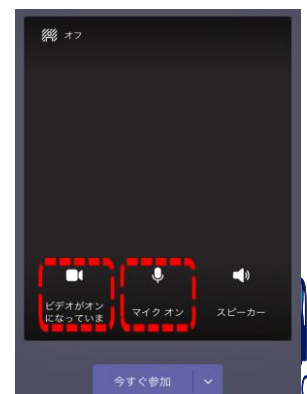 オフ
ビデオがオン
になっていま
マイク オン
スピーカー
今すぐ参加